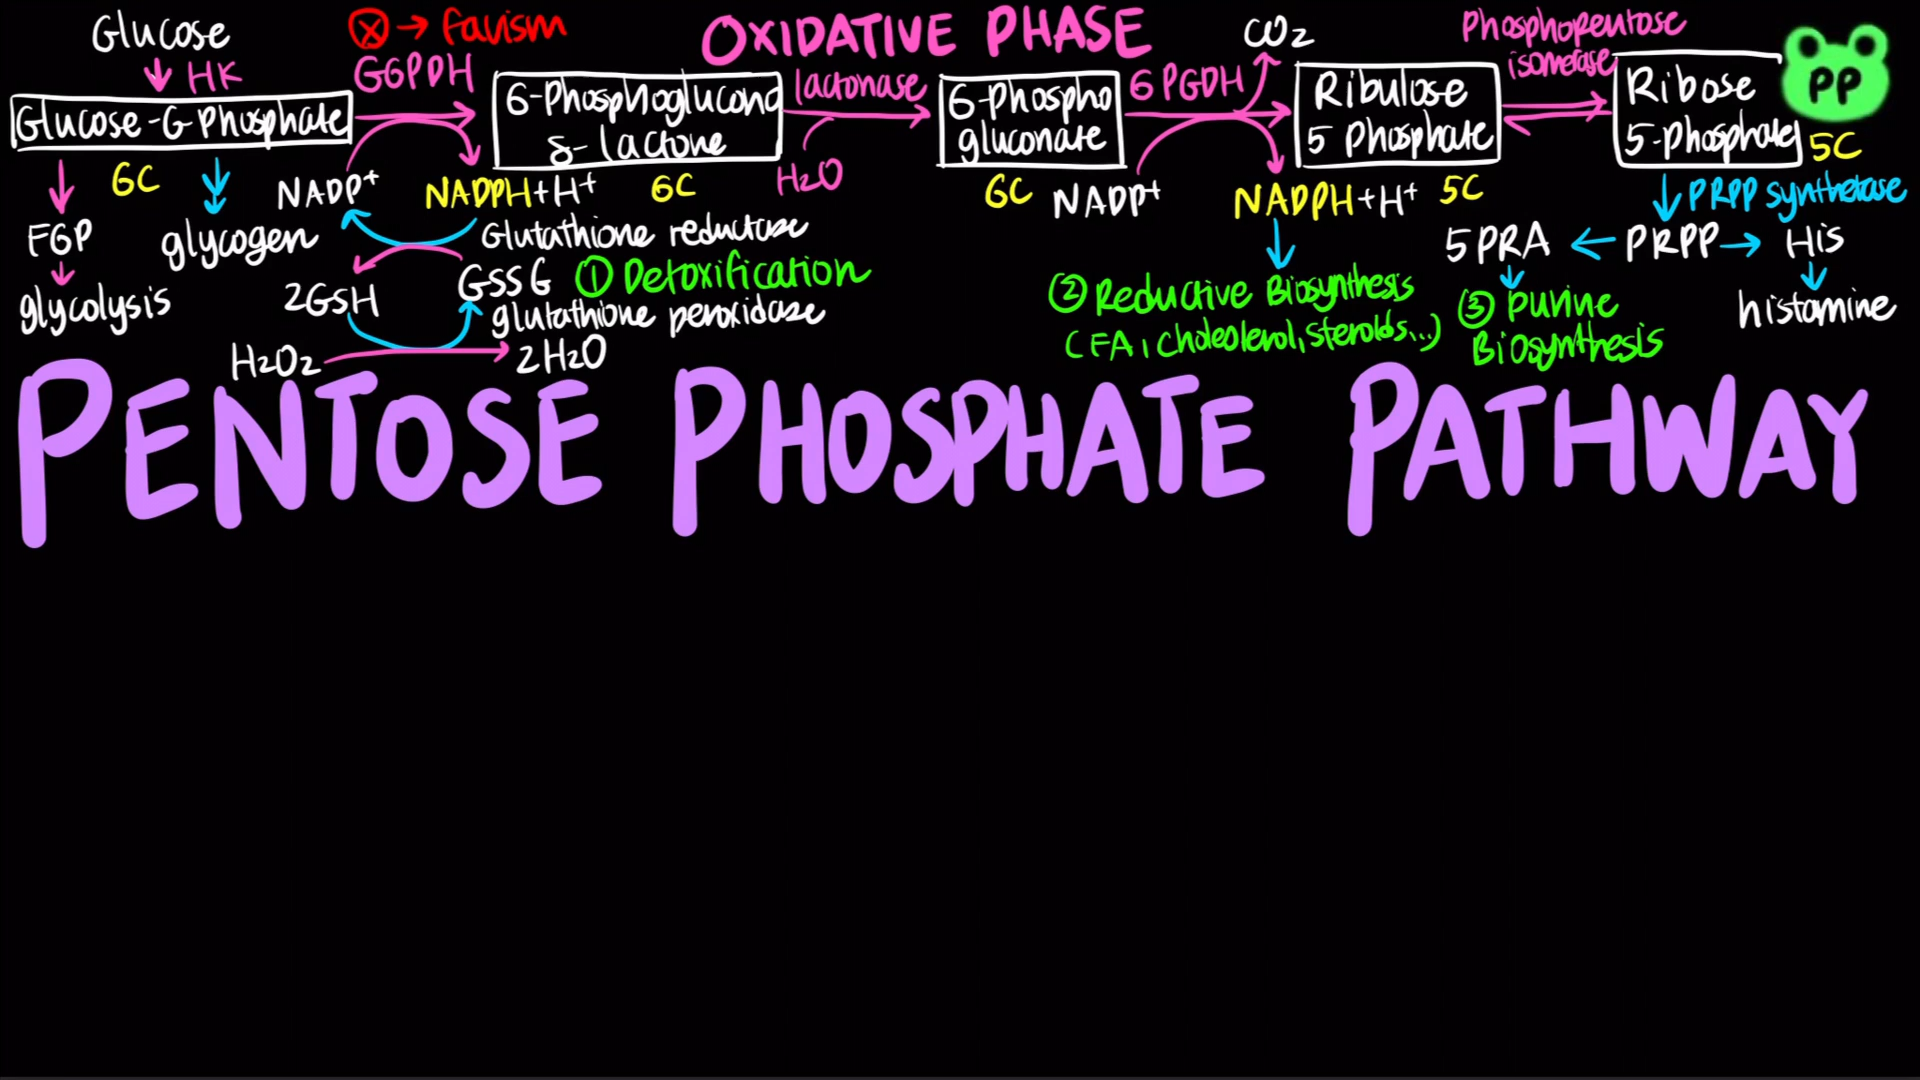 Glucose
HK
Glucose-6-Phosphate
6C
F6P
glycolysis
glycogen
ⓧ → favism
G6PDH
NADP+
NADPH+H+
OXIDATIVE PHASE
6-Phosphoglucono
δ-lactone
6C
Glutathione reductase
2GSH
GSSG
① Detoxification
glutathione peroxidase
H2O2
2H2O
lactonase
H2O
6-Phospho
gluconate
6C
6PGDH
CO2
NADP+
NADPH+H+
② Reductive Biosynthesis
(FA, cholesterol, steroids...)
Ribulose
5 Phosphate
5C
Phosphopentose
isomerase
Ribose
5-phosphate
PP
5C
PRPP synthetase
5PRA ← PRPP → His
③ Purine
Biosynthesis
histamine
PENTOSE PHOSPHATE PATHWAY